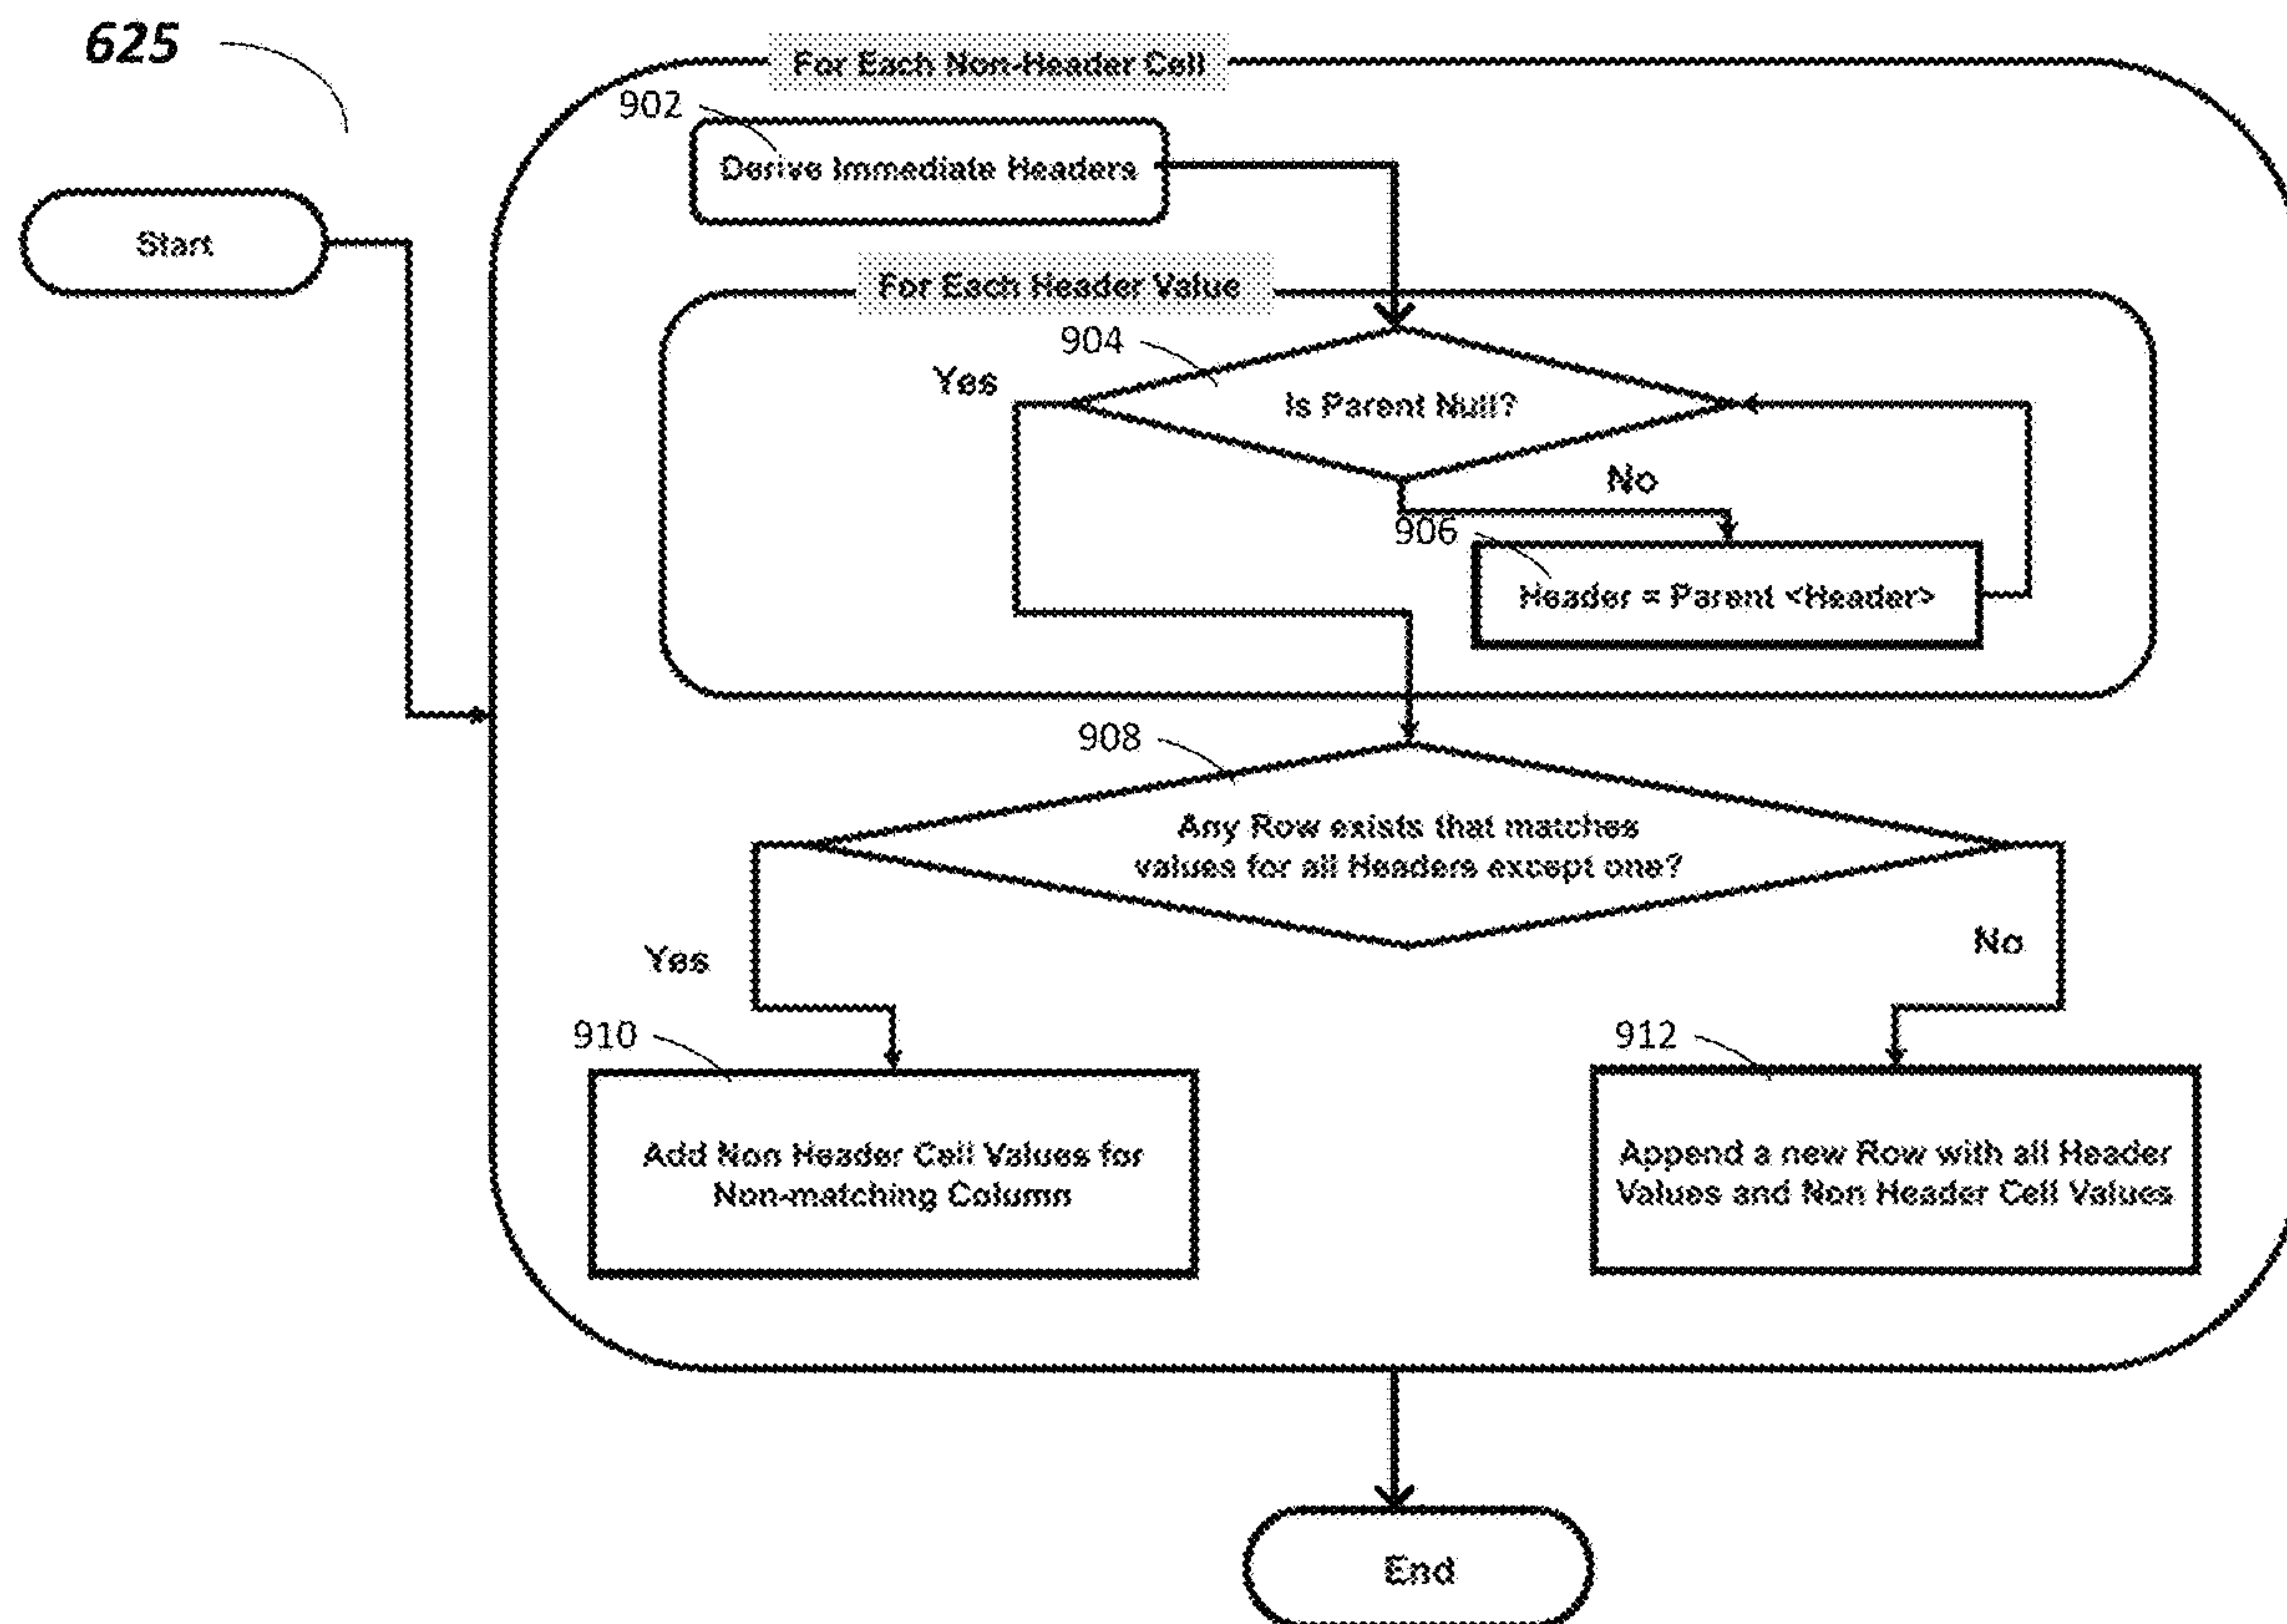 625
For Each Non-Header Cell
902
Derive Immediate Headers
Start
For Each Header Value
904
Yes
Is Parent Null?
No
906
Header = Parent <Header>
908
Any Row exists that matches
values for all Headers except one?
Yes
No
910
912
Add Non Header Cell Values for
Non-matching Column
Append a new Row with all Header
Values and Non Header Cell Values
End